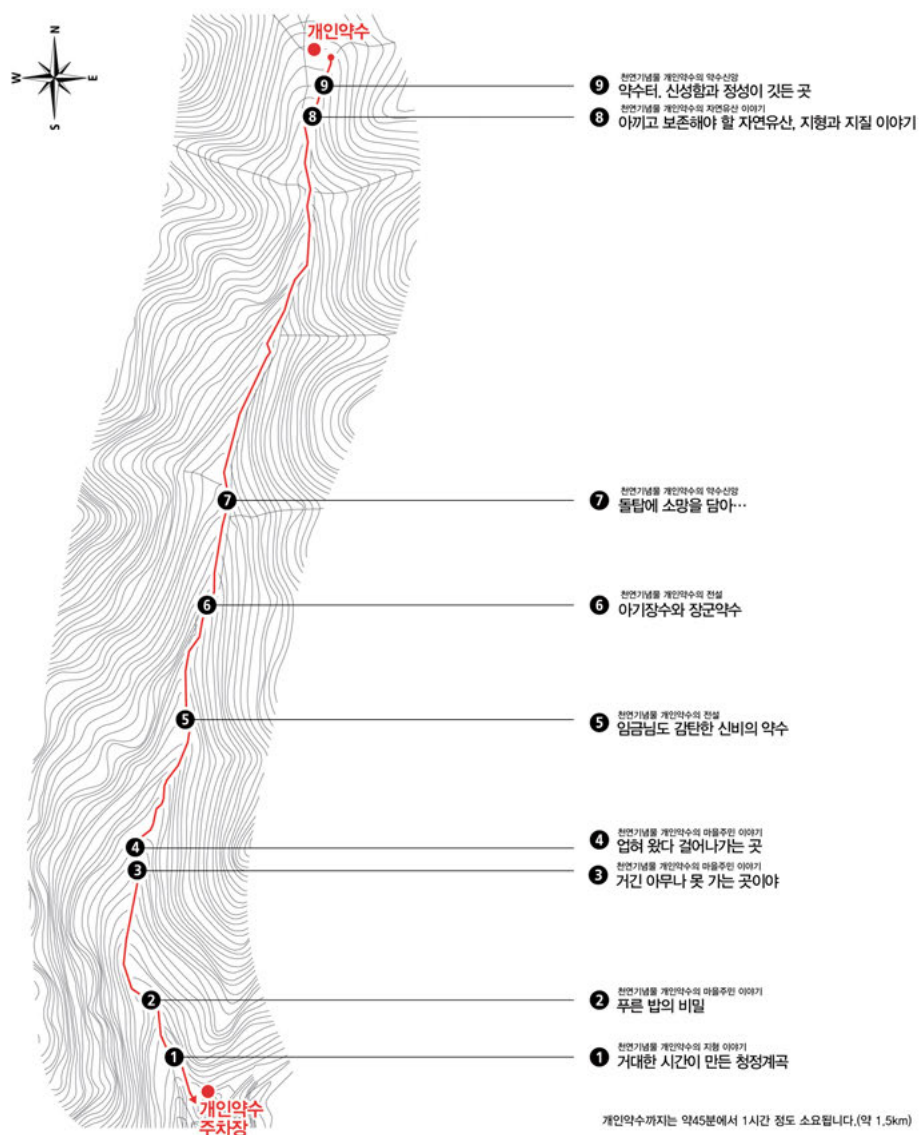 N
W
E
S
개인약수
9
천연기념물 개인약수의 약수신앙
약수터, 신성함과 정성이 깃든 곳
8
천연기념물 개인약수의 자연유산 이야기
아끼고 보존해야 할 자연유산, 지형과 지질 이야기
7
천연기념물 개인약수의 약수신앙
돌탑에 소망을 담아…
6
천연기념물 개인약수의 전설
아기장수와 장군약수
5
천연기념물 개인약수의 전설
임금님도 감탄한 신비의 약수
4
천연기념물 개인약수의 마을주민 이야기
업혀 왔다 걸어나가는 곳
3
천연기념물 개인약수의 마을주민 이야기
거긴 아무나 못 가는 곳이야
2
천연기념물 개인약수의 마을주민 이야기
푸른 밥의 비밀
1
천연기념물 개인약수의 지형 이야기
거대한 시간이 만든 청정계곡
개인약수
주차장
개인약수까지는 약45분에서 1시간 정도 소요됩니다.(약 1.5km)